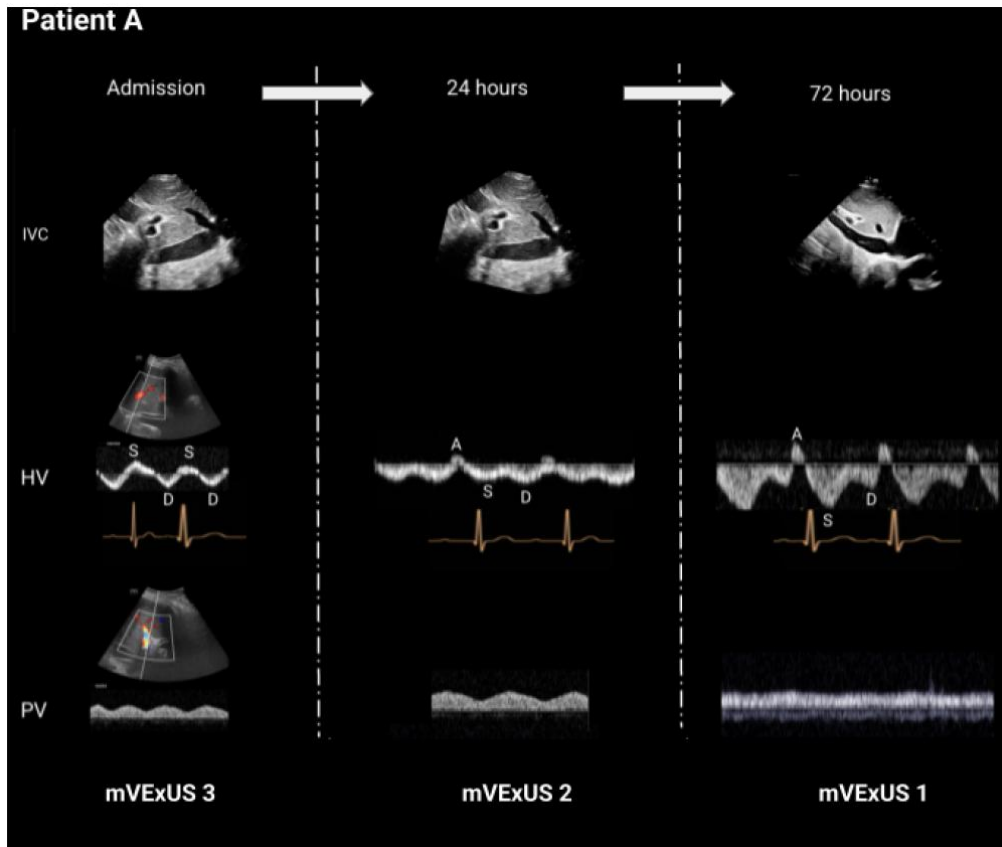 Patient A
Admission
24 hours
72 hours
IVC
HV
S S
D D
A
S D
A
S D
PV
mVExUS 3
mVExUS 2
mVExUS 1